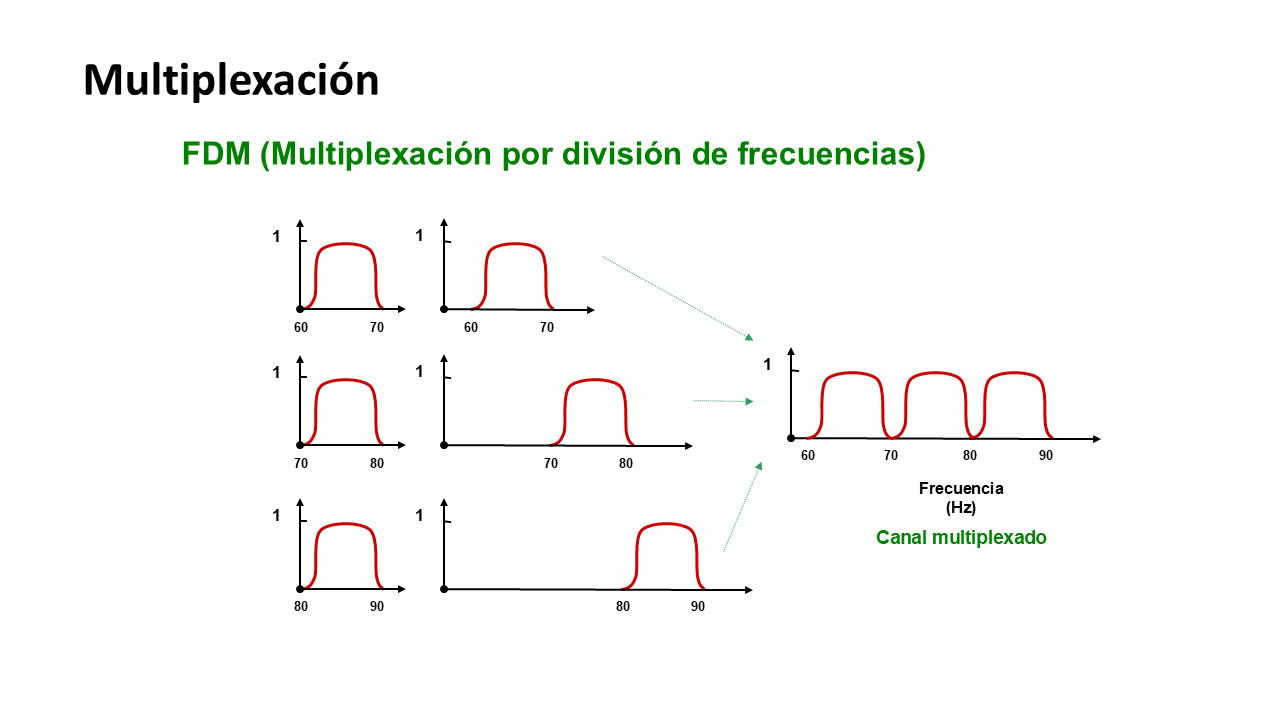 Multiplexación
FDM (Multiplexación por división de frecuencias)
1
60 70
1
60 70
1
70 80
1
70 80
1
80 90
1
80 90
1
60 70 80 90
Frecuencia
(Hz)
Canal multiplexado